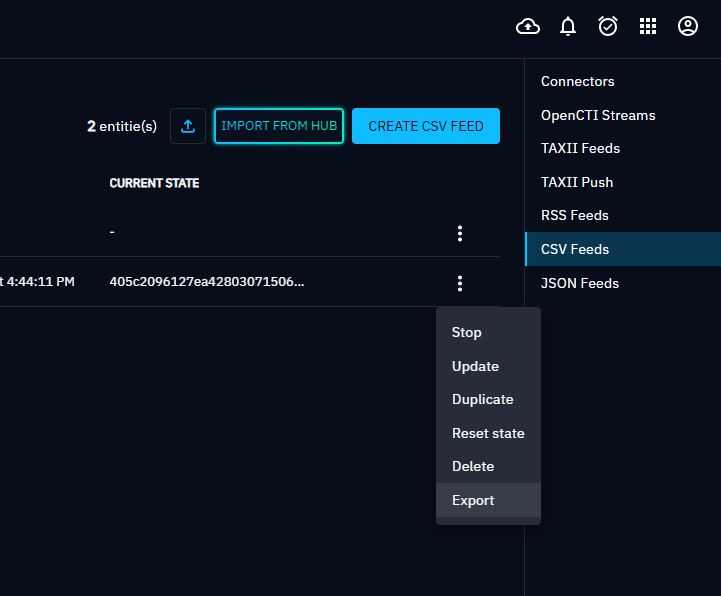 2 entitie(s)
IMPORT FROM HUB
CREATE CSV FEED
CURRENT STATE
-
4:44:11 PM
405c2096127ea42803071506...
Stop
Update
Duplicate
Reset state
Delete
Export
Connectors
OpenCTI Streams
TAXII Feeds
TAXII Push
RSS Feeds
CSV Feeds
JSON Feeds